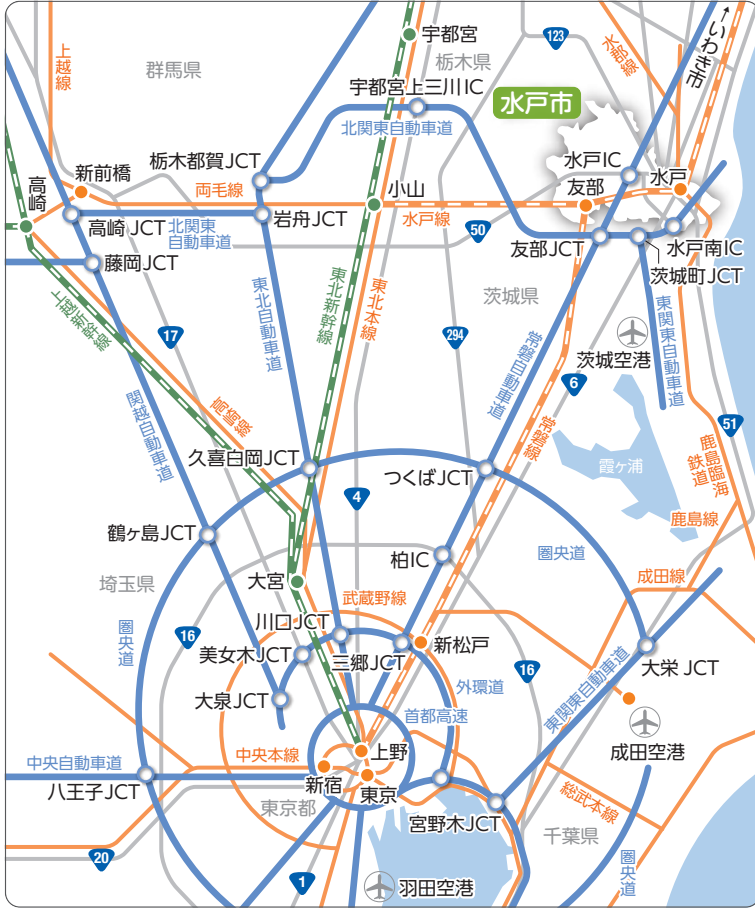 宇都宮
123
いわき市
水郡線
上越線
群馬県
栃木県
宇都宮上三川IC
水戸市
北関東自動車道
栃木都賀JCT
水戸IC
水戸
高崎
新前橋
両毛線
小山
水戸線
友部
高崎JCT
北関東
自動車道
岩舟JCT
50
友部JCT
水戸南IC
茨城町JCT
藤岡JCT
上越新幹線
東北自動車道
東北新幹線
東北本線
茨城県
東関東自動車道
17
294
常磐自動車道
茨城空港
6
関越自動車道
高崎線
常磐線
51
久喜白岡JCT
つくばJCT
霞ヶ浦
鹿島臨海
鉄道
4
鹿島線
鶴ヶ島JCT
柏IC
圏央道
埼玉県
大宮
武蔵野線
成田線
圏央道
16
川口JCT
美女木JCT
三郷JCT
新松戸
16
大泉JCT
外環道
首都高速
東関東自動車道
大栄JCT
中央本線
上野
成田空港
中央自動車道
八王子JCT
新宿
東京
東京都
宮野木JCT
総武本線
千葉県
圏央道
20
1
羽田空港